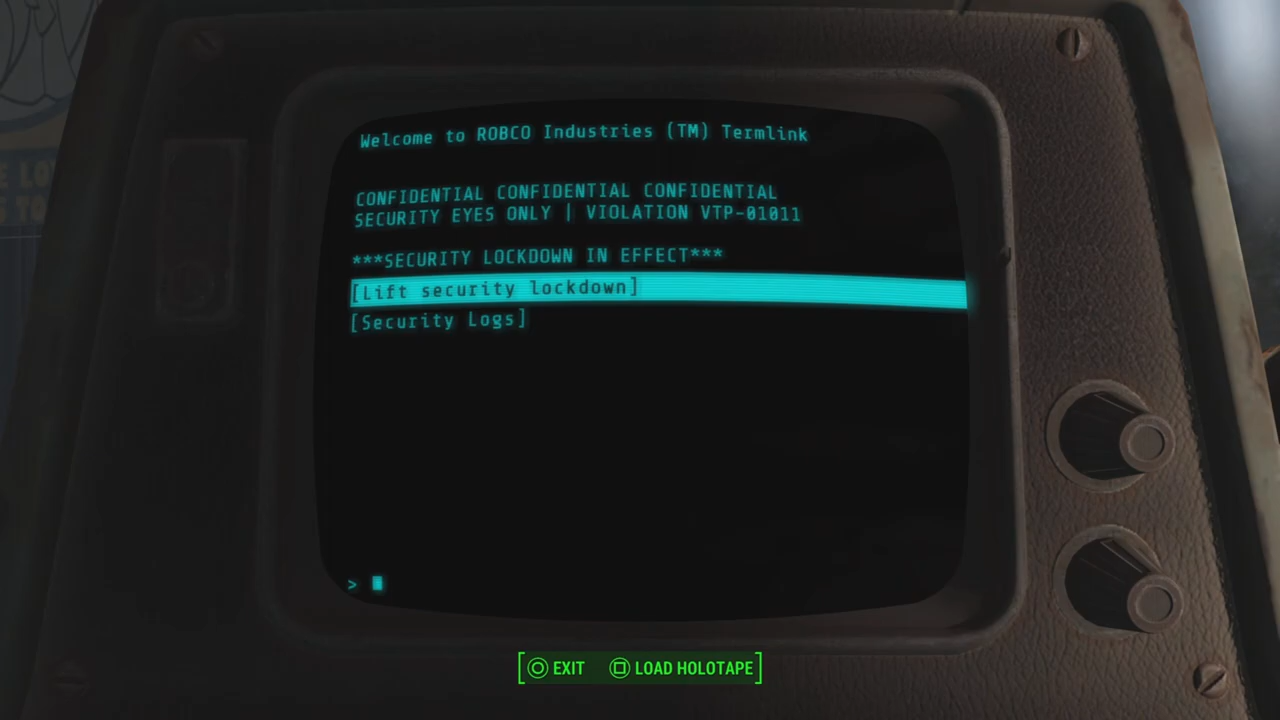 Welcome to ROBCO Industries (TM) Termlink
CONFIDENTIAL CONFIDENTIAL CONFIDENTIAL
SECURITY EYES ONLY | VIOLATION VTP-01011
***SECURITY LOCKDOWN IN EFFECT***
[Lift security lockdown]
[Security Logs]
>
EXIT LOAD HOLOTAPE